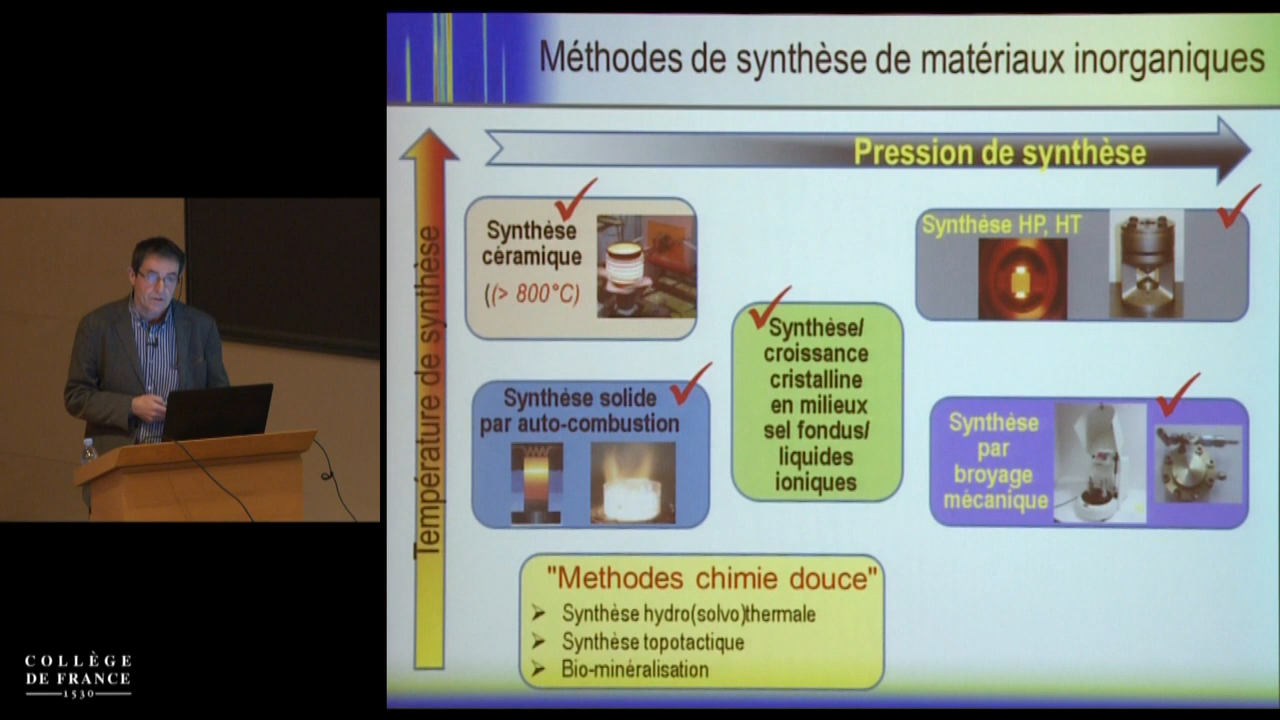 Méthodes de synthèse de matériaux inorganiques
Pression de synthèse
Température de synthèse
Synthèse
céramique
((> 800°C)
Synthèse HP, HT
Synthèse/
croissance
cristalline
en milieux
sel fondus/
liquides
ioniques
Synthèse solide
par auto-combustion
Synthèse
par
broyage
mécanique
"Methodes chimie douce"
➢ Synthèse hydro(solvo)thermale
➢ Synthèse topotactique
➢ Bio-minéralisation
COLLÈGE
DE FRANCE
1530